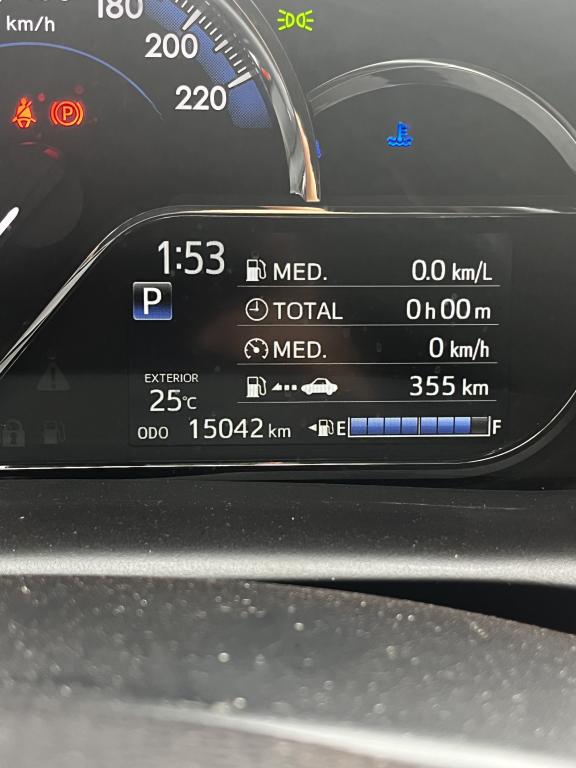 180
km/h
200
220
P
1:53
MED. 0.0 km/L
P
TOTAL 0h00m
MED. 0 km/h
EXTERIOR
355 km
25°C
ODO 15042 km E F